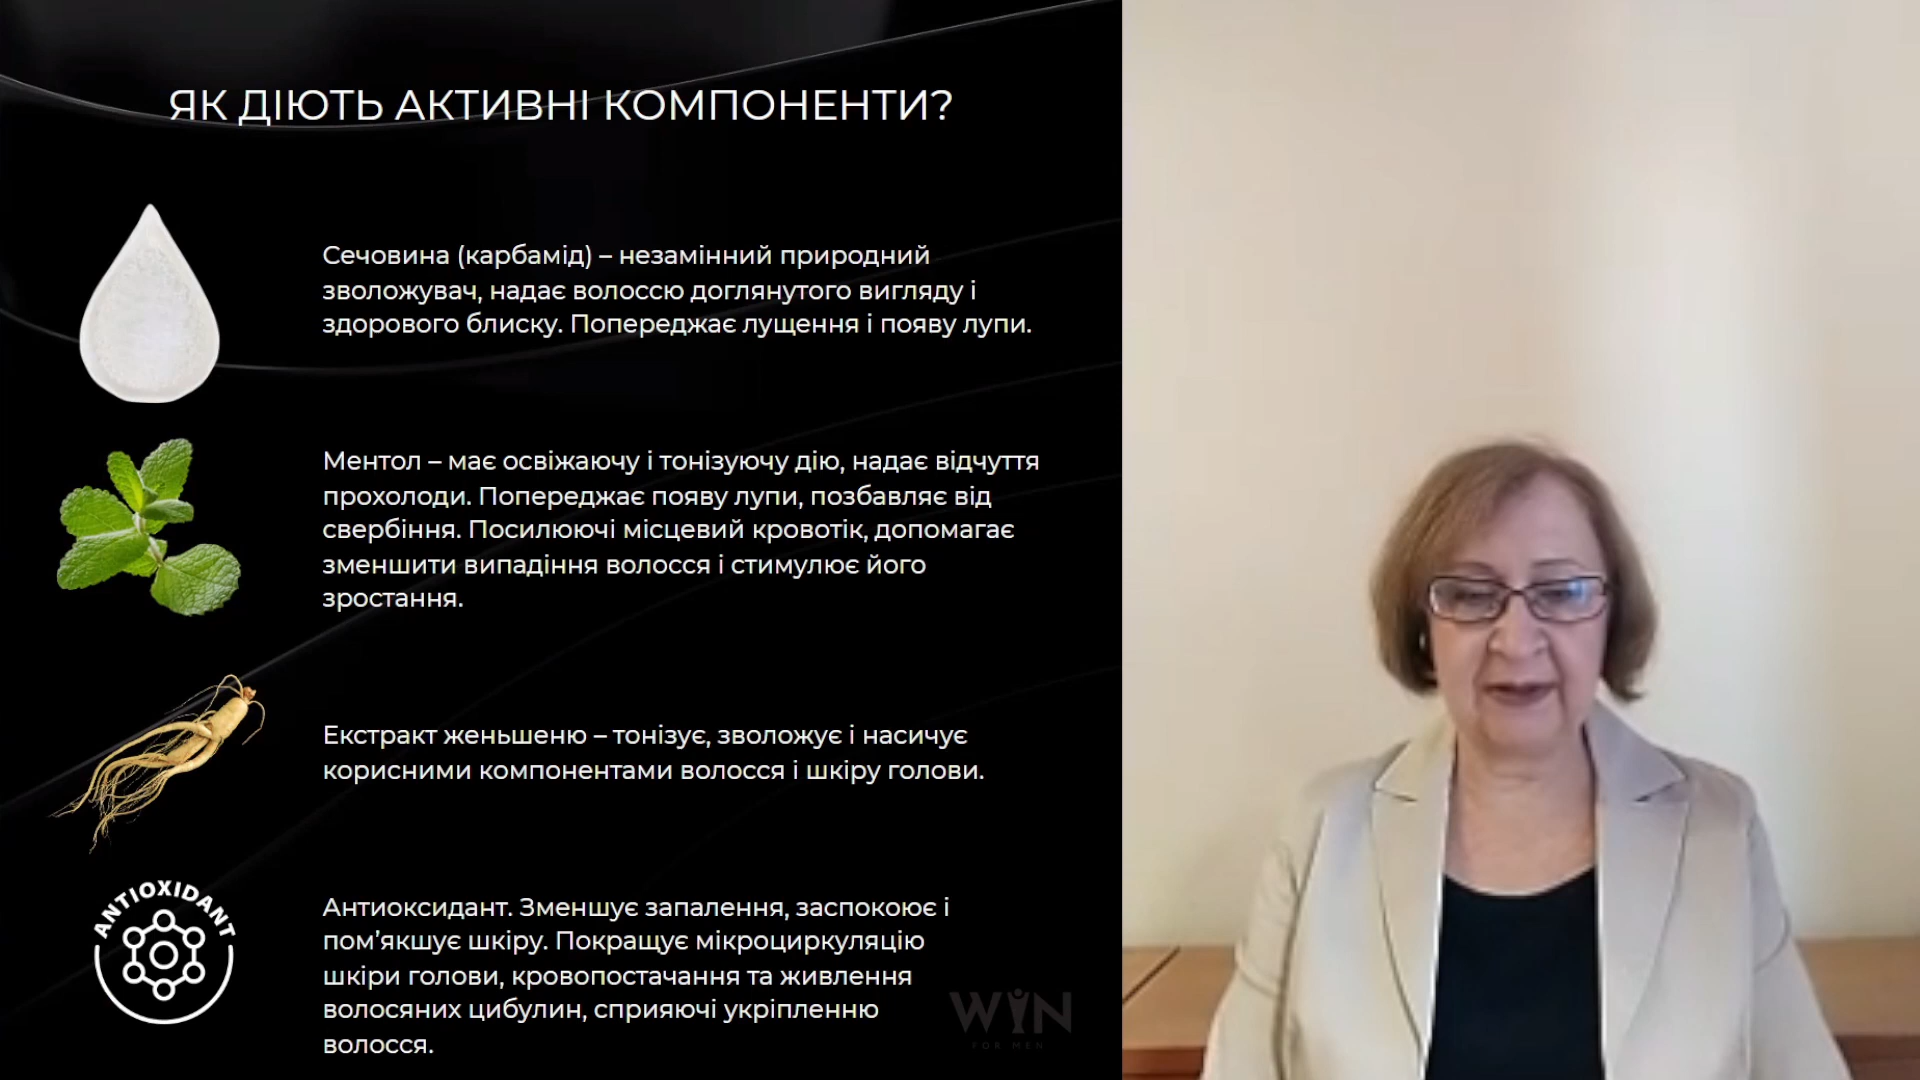 ЯК ДІЮТЬ АКТИВНІ КОМПОНЕНТИ?
Сечовина (карбамід) – незамінний природний
зволожувач, надає волоссю доглянутого вигляду і
здорового блиску. Попереджає лущення і появу лупи.
Ментол – має освіжаючу і тонізуючу дію, надає відчуття
прохолоди. Попереджає появу лупи, позбавляє від
свербіння. Посилюючі місцевий кровотік, допомагає
зменшити випадіння волосся і стимулює його
зростання.
Екстракт женьшеню – тонізує, зволожує і насичує
корисними компонентами волосся і шкіру голови.
ANTIOXIDANT
Антиоксидант. Зменшує запалення, заспокоює і
пом’якшує шкіру. Покращує мікроциркуляцію
шкіри голови, кровопостачання та живлення
волосяних цибулин, сприяючі укріпленню
волосся.
WIN
FOR MEN